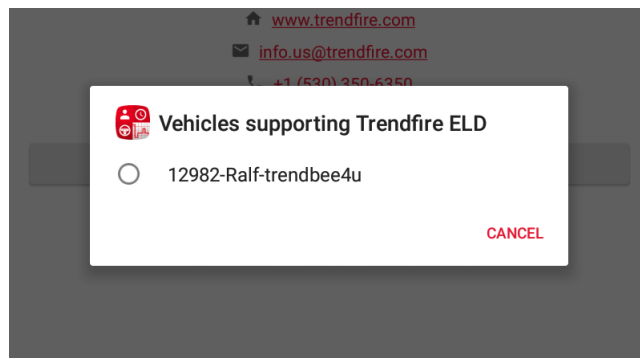 www.trendfire.com
info.us@trendfire.com
+1 (530) 350-6350
Vehicles supporting Trendfire ELD
12982-Ralf-trendbee4u
CANCEL